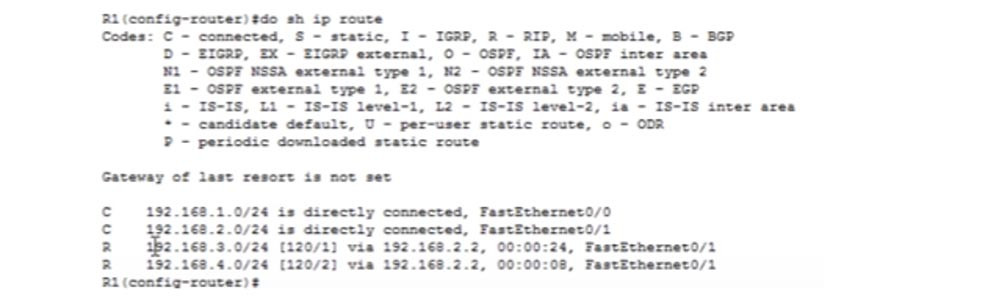 R1(config-router)#do sh ip route
Codes: C - connected, S - static, I - IGRP, R - RIP, M - mobile, B - BGP
D - EIGRP, EX - EIGRP external, O - OSPF, IA - OSPF inter area
N1 - OSPF NSSA external type 1, N2 - OSPF NSSA external type 2
E1 - OSPF external type 1, E2 - OSPF external type 2, E - EGP
i - IS-IS, L1 - IS-IS level-1, L2 - IS-IS level-2, ia - IS-IS inter area
* - candidate default, U - per-user static route, o - ODR
P - periodic downloaded static route
Gateway of last resort is not set
C 192.168.1.0/24 is directly connected, FastEthernet0/0
C 192.168.2.0/24 is directly connected, FastEthernet0/1
R 192.168.3.0/24 [120/1] via 192.168.2.2, 00:00:24, FastEthernet0/1
R 192.168.4.0/24 [120/2] via 192.168.2.2, 00:00:08, FastEthernet0/1
R1(config-router)#